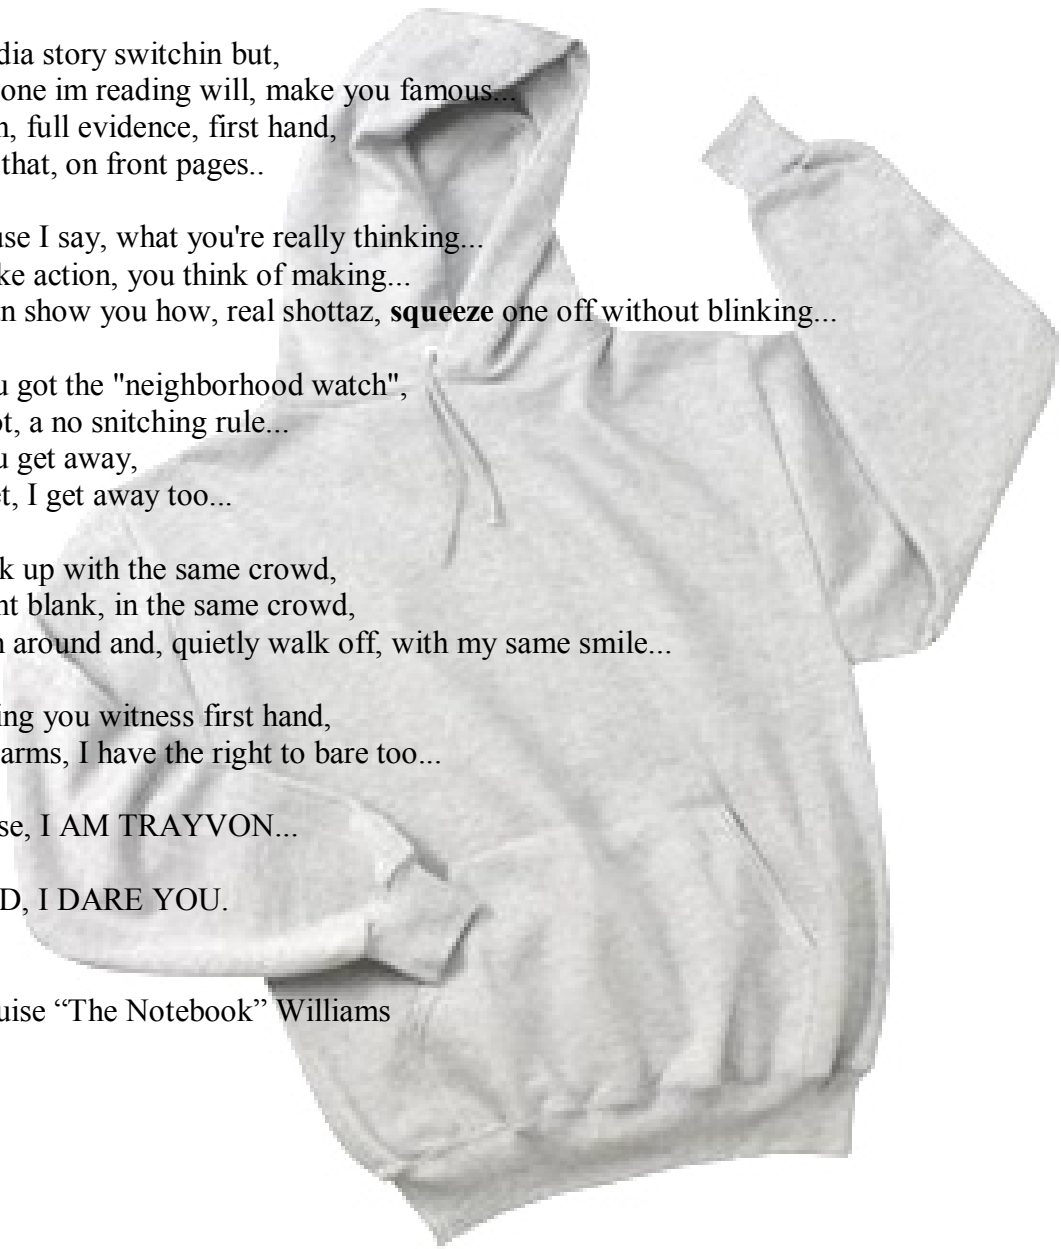 dia story switchin but,
one im reading will, make you famous...
, full evidence, first hand,
that, on front pages..
use I say, what you're really thinking...
ke action, you think of making...
n show you how, real shottaz, squeeze one off without blinking...
u got the "neighborhood watch",
ot, a no snitching rule...
u get away,
et, I get away too...
k up with the same crowd,
nt blank, in the same crowd,
n around and, quietly walk off, with my same smile...
ing you witness first hand,
arms, I have the right to bare too...
se, I AM TRAYVON...
D, I DARE YOU.
uise “The Notebook” Williams